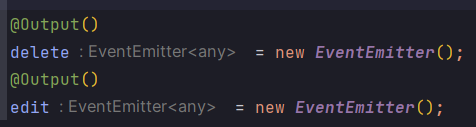 @Output()
delete : EventEmitter<any> = new EventEmitter();
@Output()
edit : EventEmitter<any> = new EventEmitter();